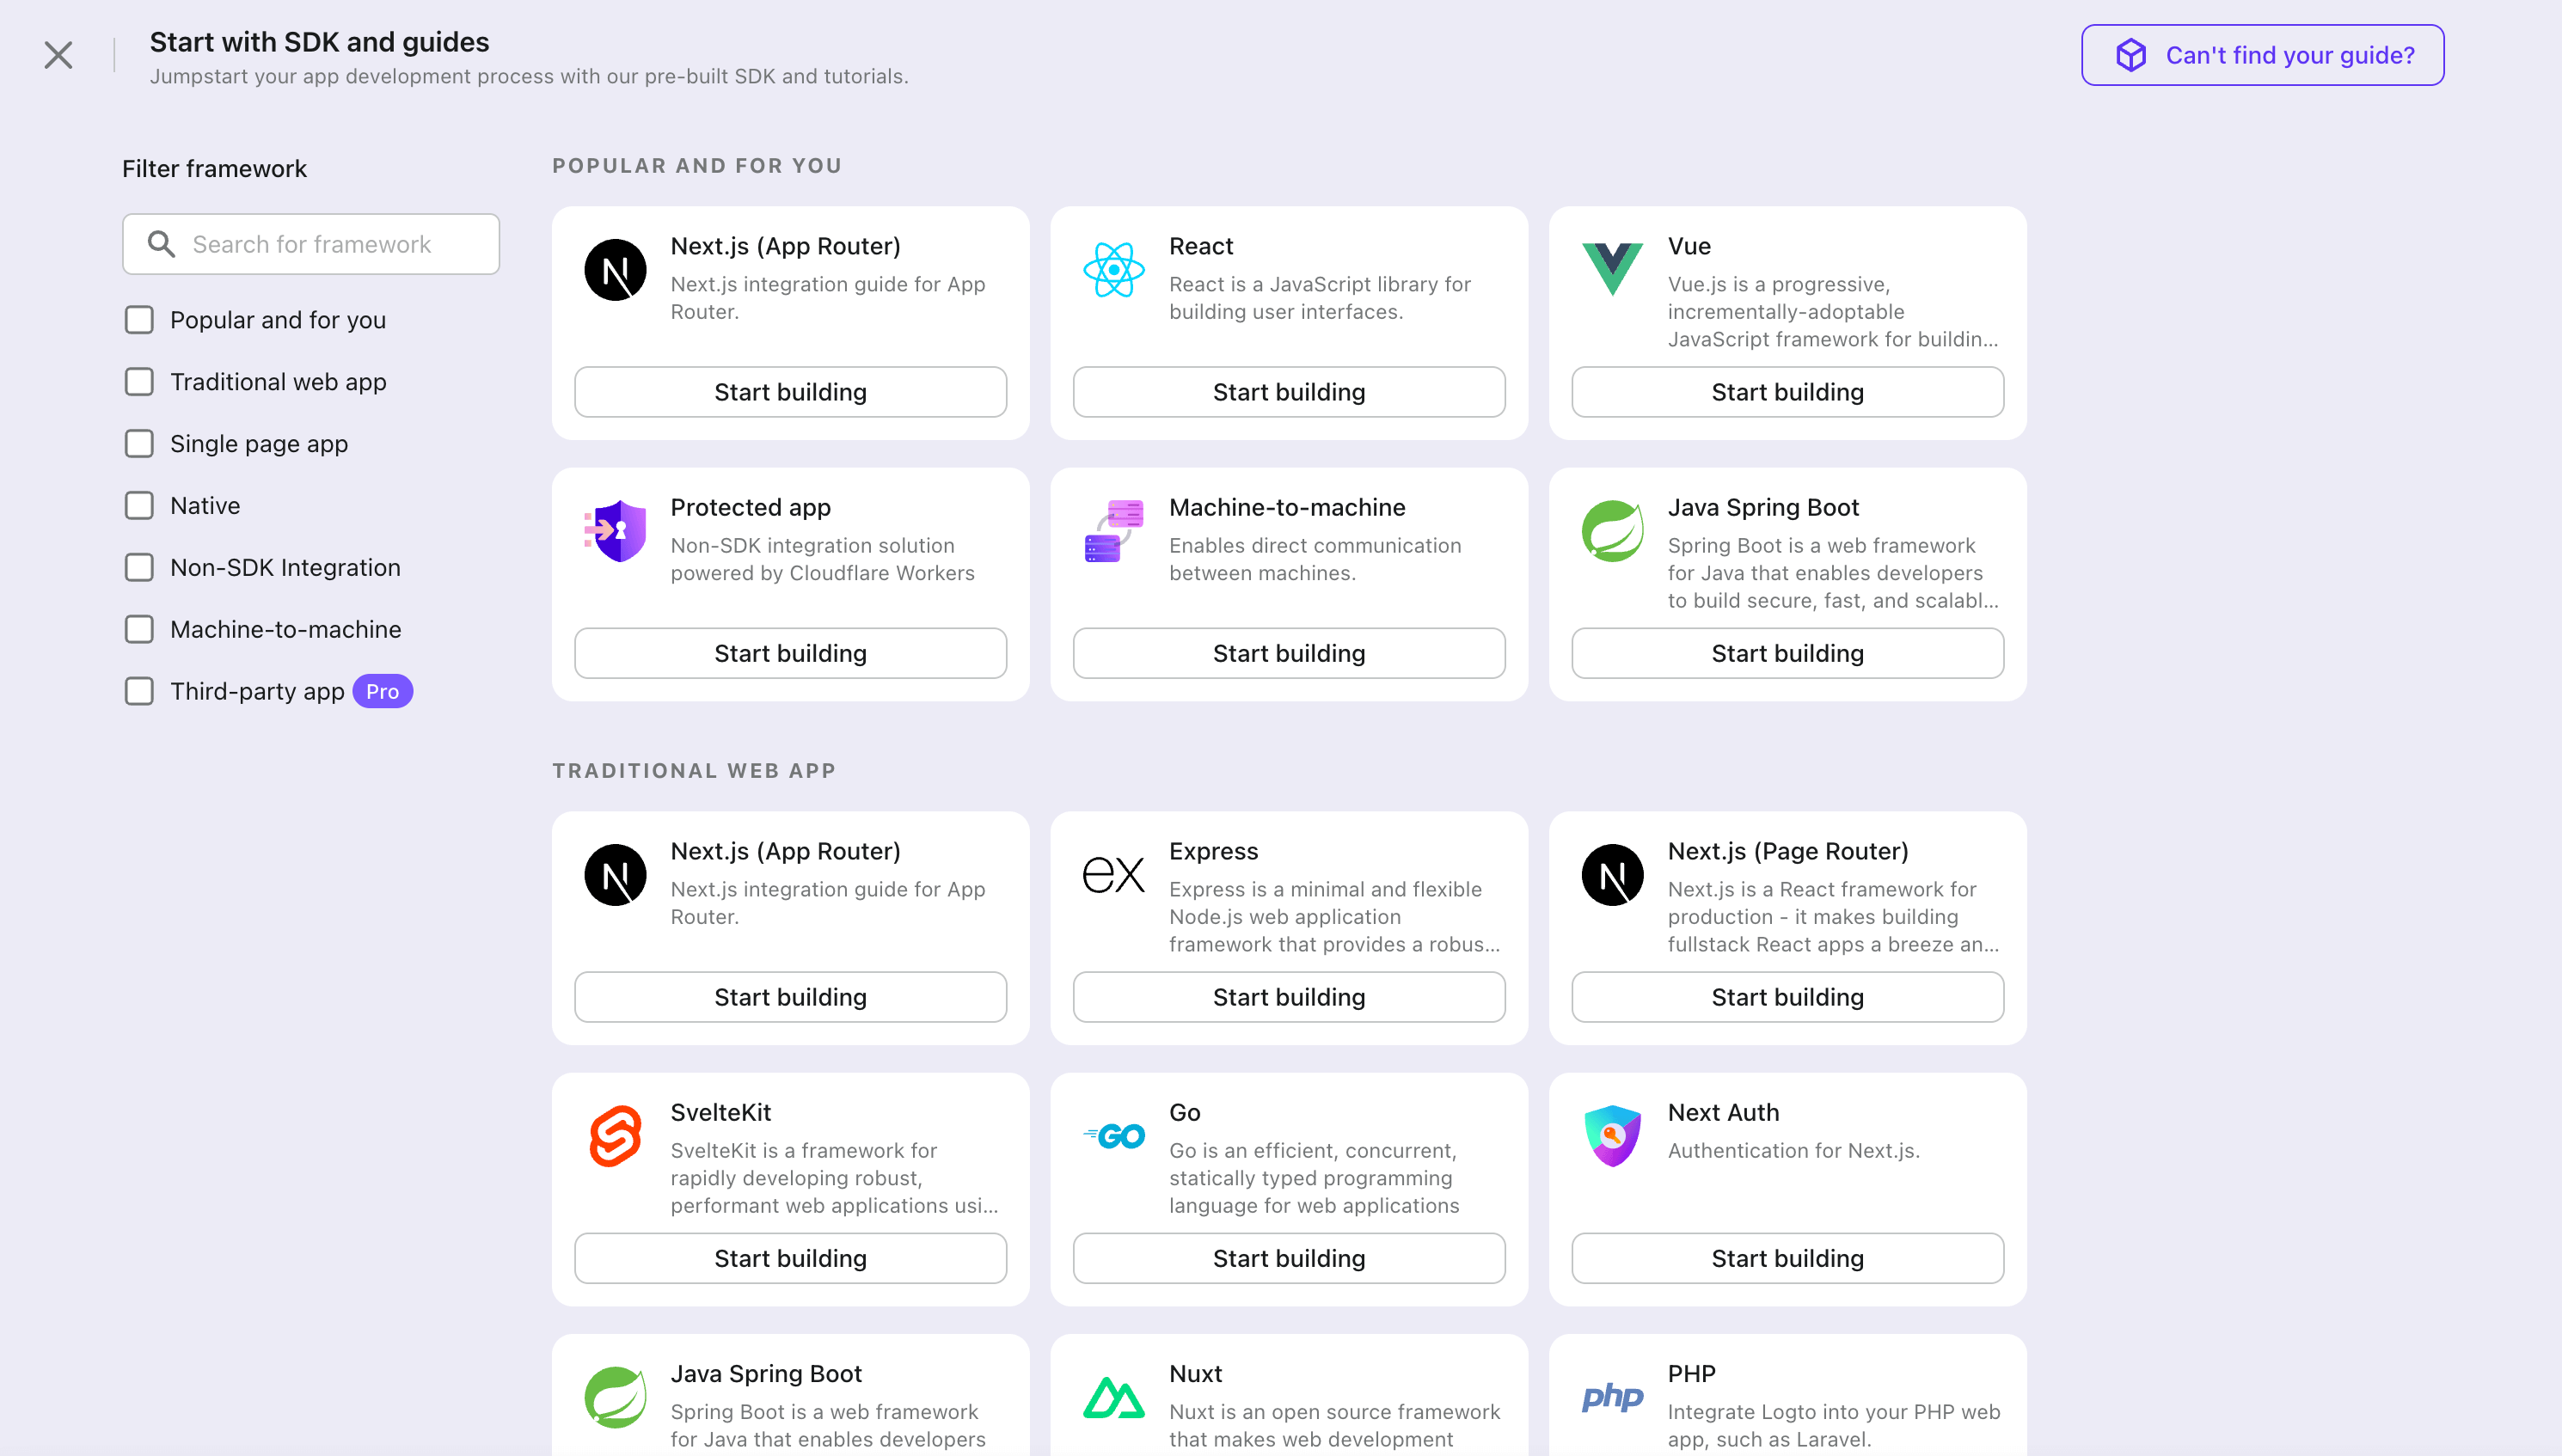 Start with SDK and guides
Jumpstart your app development process with our pre-built SDK and tutorials.
Can't find your guide?
Filter framework
Search for framework
Popular and for you
Traditional web app
Single page app
Native
Non-SDK Integration
Machine-to-machine
Third-party app Pro
POPULAR AND FOR YOU
Next.js (App Router)
Next.js integration guide for App
Router.
Start building
React
React is a JavaScript library for
building user interfaces.
Start building
Vue
Vue.js is a progressive,
incrementally-adoptable
JavaScript framework for buildin...
Start building
Protected app
Non-SDK integration solution
powered by Cloudflare Workers
Start building
Machine-to-machine
Enables direct communication
between machines.
Start building
Java Spring Boot
Spring Boot is a web framework
for Java that enables developers
to build secure, fast, and scalabl...
Start building
TRADITIONAL WEB APP
Next.js (App Router)
Next.js integration guide for App
Router.
Start building
ex
Express
Express is a minimal and flexible
Node.js web application
framework that provides a robus...
Start building
Next.js (Page Router)
Next.js is a React framework for
production - it makes building
fullstack React apps a breeze an...
Start building
SvelteKit
SvelteKit is a framework for
rapidly developing robust,
performant web applications usi...
Start building
GO
Go
Go is an efficient, concurrent,
statically typed programming
language for web applications
Start building
Next Auth
Authentication for Next.js.
Start building
Java Spring Boot
Spring Boot is a web framework
for Java that enables developers
Nuxt
Nuxt is an open source framework
that makes web development
php
PHP
Integrate Logto into your PHP web
app, such as Laravel.